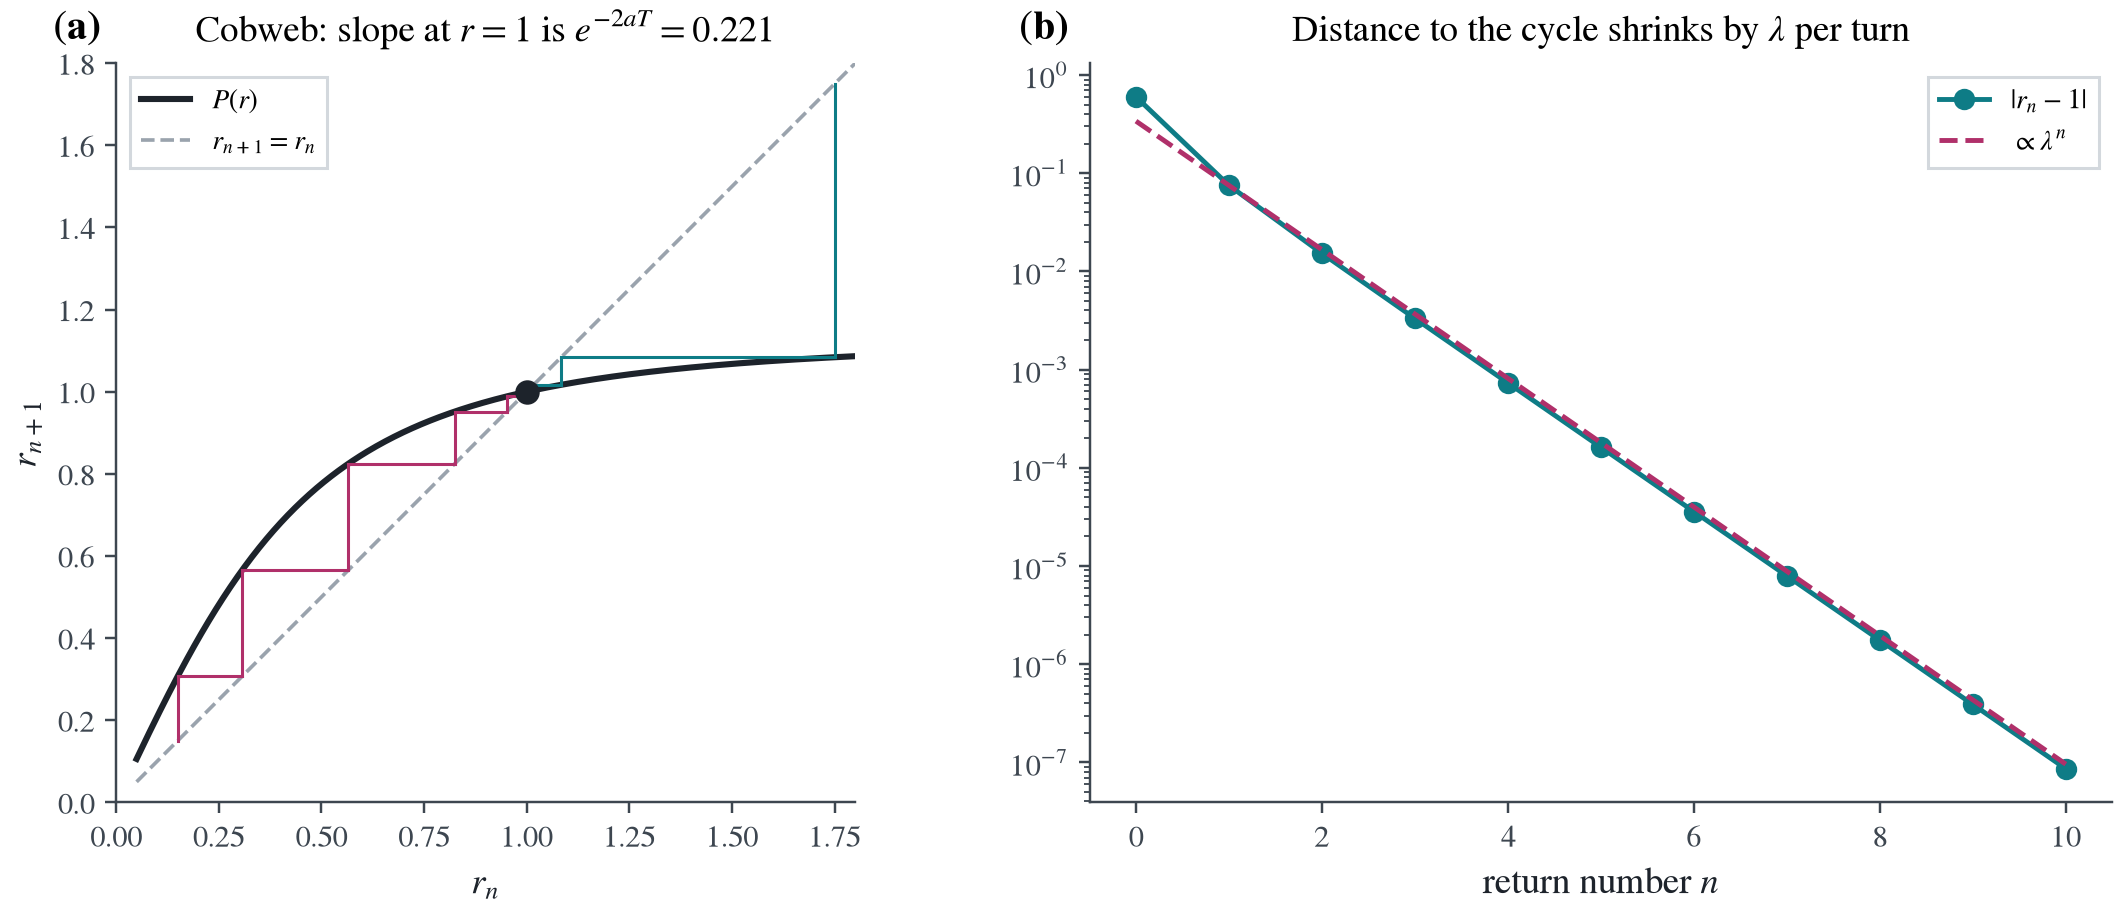 (a)
Cobweb: slope at r = 1 is e^{−2aT} = 0.221
P(r)
r_{n+1} = r_n
1.8
1.6
1.4
1.2
1.0
0.8
0.6
0.4
0.2
0.0
r_{n+1}
0.00 0.25 0.50 0.75 1.00 1.25 1.50 1.75
r_n
(b)
Distance to the cycle shrinks by λ per turn
|r_n − 1|
∝ λ^n
10^0
10^{−1}
10^{−2}
10^{−3}
10^{−4}
10^{−5}
10^{−6}
10^{−7}
0 2 4 6 8 10
return number n